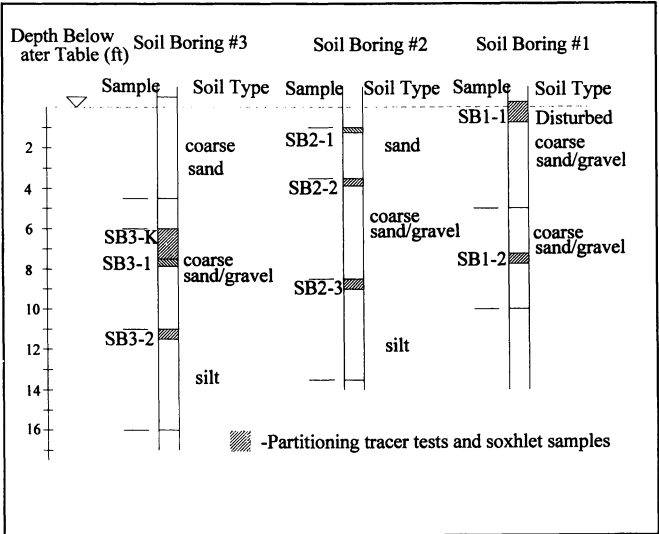 Depth Below
ater Table (ft)
Soil Boring #3
Soil Boring #2
Soil Boring #1
Sample
Soil Type
Sample
Soil Type
Sample
Soil Type
2
4
6
8
10
12
14
16
coarse
sand
SB3-K
SB3-1
coarse
sand/gravel
SB3-2
silt
SB2-1
sand
SB2-2
coarse
sand/gravel
SB2-3
silt
SB1-1
Disturbed
coarse
sand/gravel
coarse
sand/gravel
SB1-2
-Partitioning tracer tests and soxhlet samples